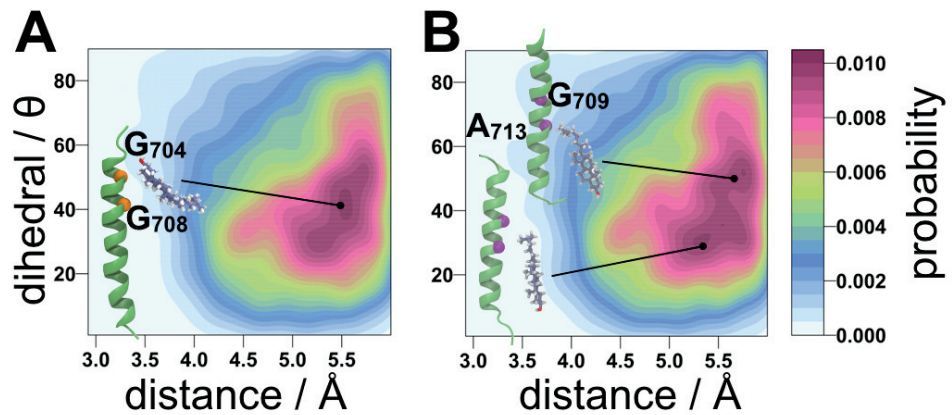 A
B
dihedral / θ
80
60
40
20
G704
G708
3.0 3.5 4.0 4.5 5.0 5.5
distance / Å
80
60
40
20
G709
A713
3.0 3.5 4.0 4.5 5.0 5.5
distance / Å
0.010
0.008
0.006
0.004
0.002
0.000
probability